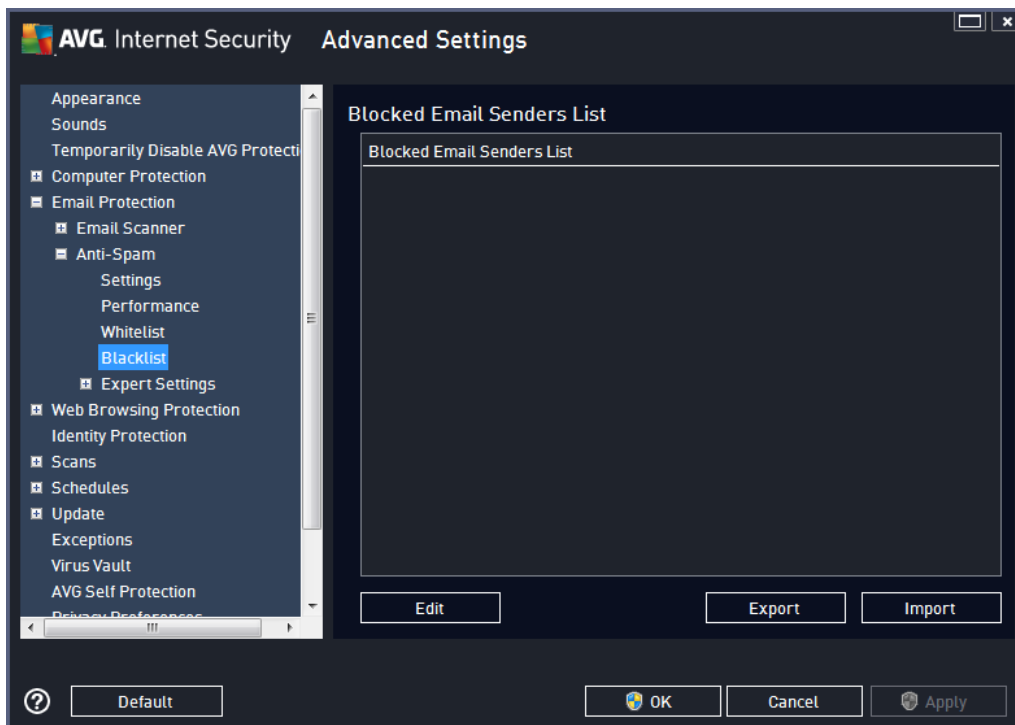 AVG. Internet Security Advanced Settings
Appearance
Sounds
Temporarily Disable AVG Protecti
Computer Protection
Email Protection
Email Scanner
Anti-Spam
Settings
Performance
Whitelist
Blacklist
Expert Settings
Web Browsing Protection
Identity Protection
Scans
Schedules
Update
Exceptions
Virus Vault
AVG Self Protection
Privacy Preferences
Blocked Email Senders List
Blocked Email Senders List
Edit
Export
Import
Default
OK
Cancel
Apply